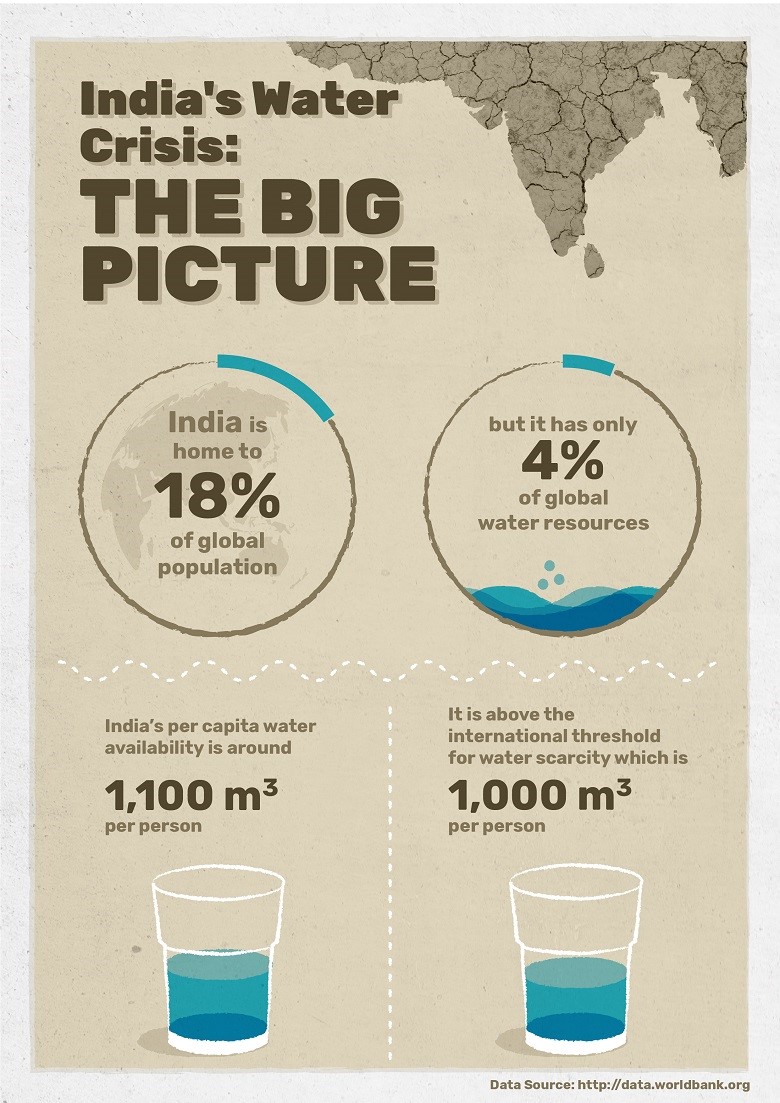 India's Water
Crisis:
THE BIG
PICTURE
India is
home to
18%
of global
population
but it has only
4%
of global
water resources
India’s per capita water
availability is around
1,100 m³
per person
It is above the
international threshold
for water scarcity which is
1,000 m³
per person
Data Source: http://data.worldbank.org